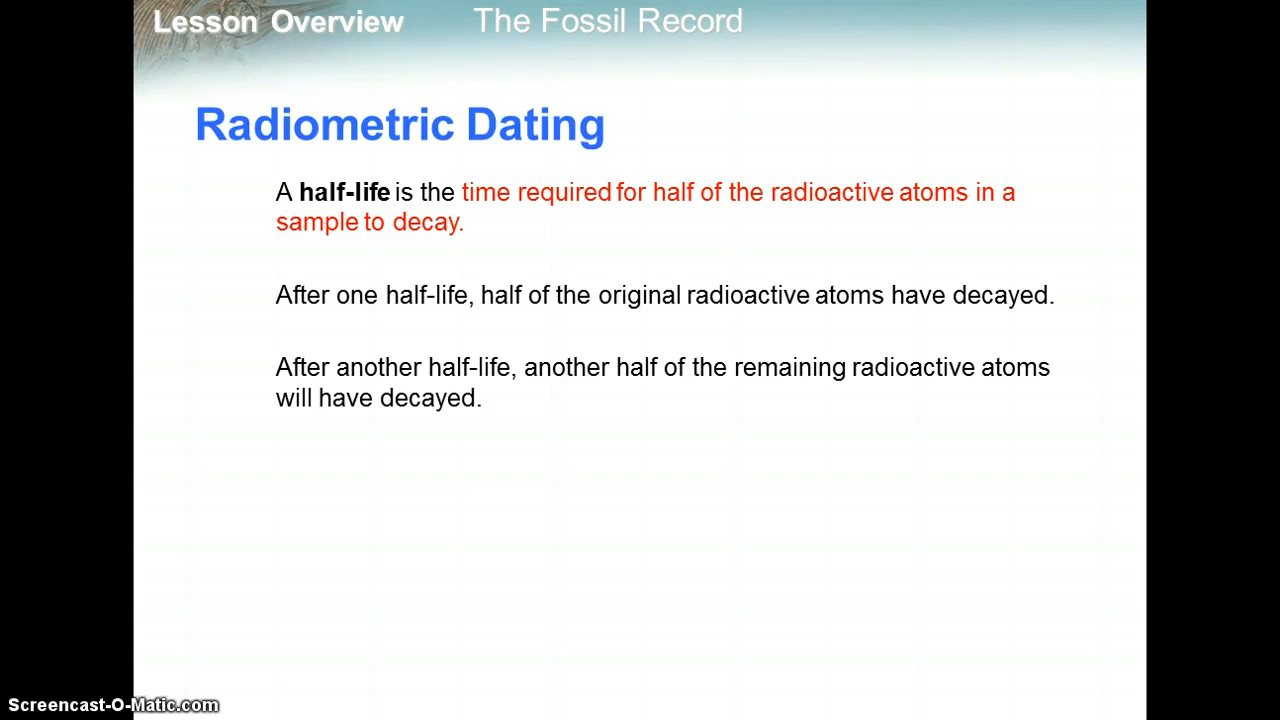 Lesson Overview The Fossil Record
Radiometric Dating
A half-life is the time required for half of the radioactive atoms in a
sample to decay.
After one half-life, half of the original radioactive atoms have decayed.
After another half-life, another half of the remaining radioactive atoms
will have decayed.
Screencast-O-Matic.com